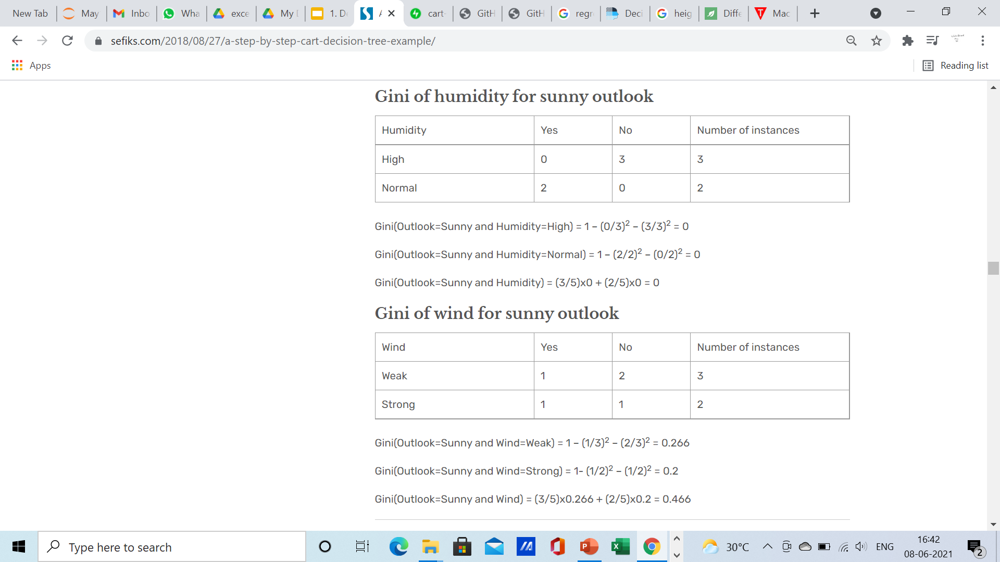 New Tab May Inbo Wha exce My 1. D cart- GitH GitH regr Deci heig Diffe Mac
sefiks.com/2018/08/27/a-step-by-step-cart-decision-tree-example/
Apps Reading list
Gini of humidity for sunny outlook
Humidity Yes No Number of instances
High 0 3 3
Normal 2 0 2
Gini(Outlook=Sunny and Humidity=High) = 1 – (0/3)² – (3/3)² = 0
Gini(Outlook=Sunny and Humidity=Normal) = 1 – (2/2)² – (0/2)² = 0
Gini(Outlook=Sunny and Humidity) = (3/5)x0 + (2/5)x0 = 0
Gini of wind for sunny outlook
Wind Yes No Number of instances
Weak 1 2 3
Strong 1 1 2
Gini(Outlook=Sunny and Wind=Weak) = 1 – (1/3)² – (2/3)² = 0.266
Gini(Outlook=Sunny and Wind=Strong) = 1- (1/2)² – (1/2)² = 0.2
Gini(Outlook=Sunny and Wind) = (3/5)x0.266 + (2/5)x0.2 = 0.466
Type here to search 30°C ENG 16:42
08-06-2021 2